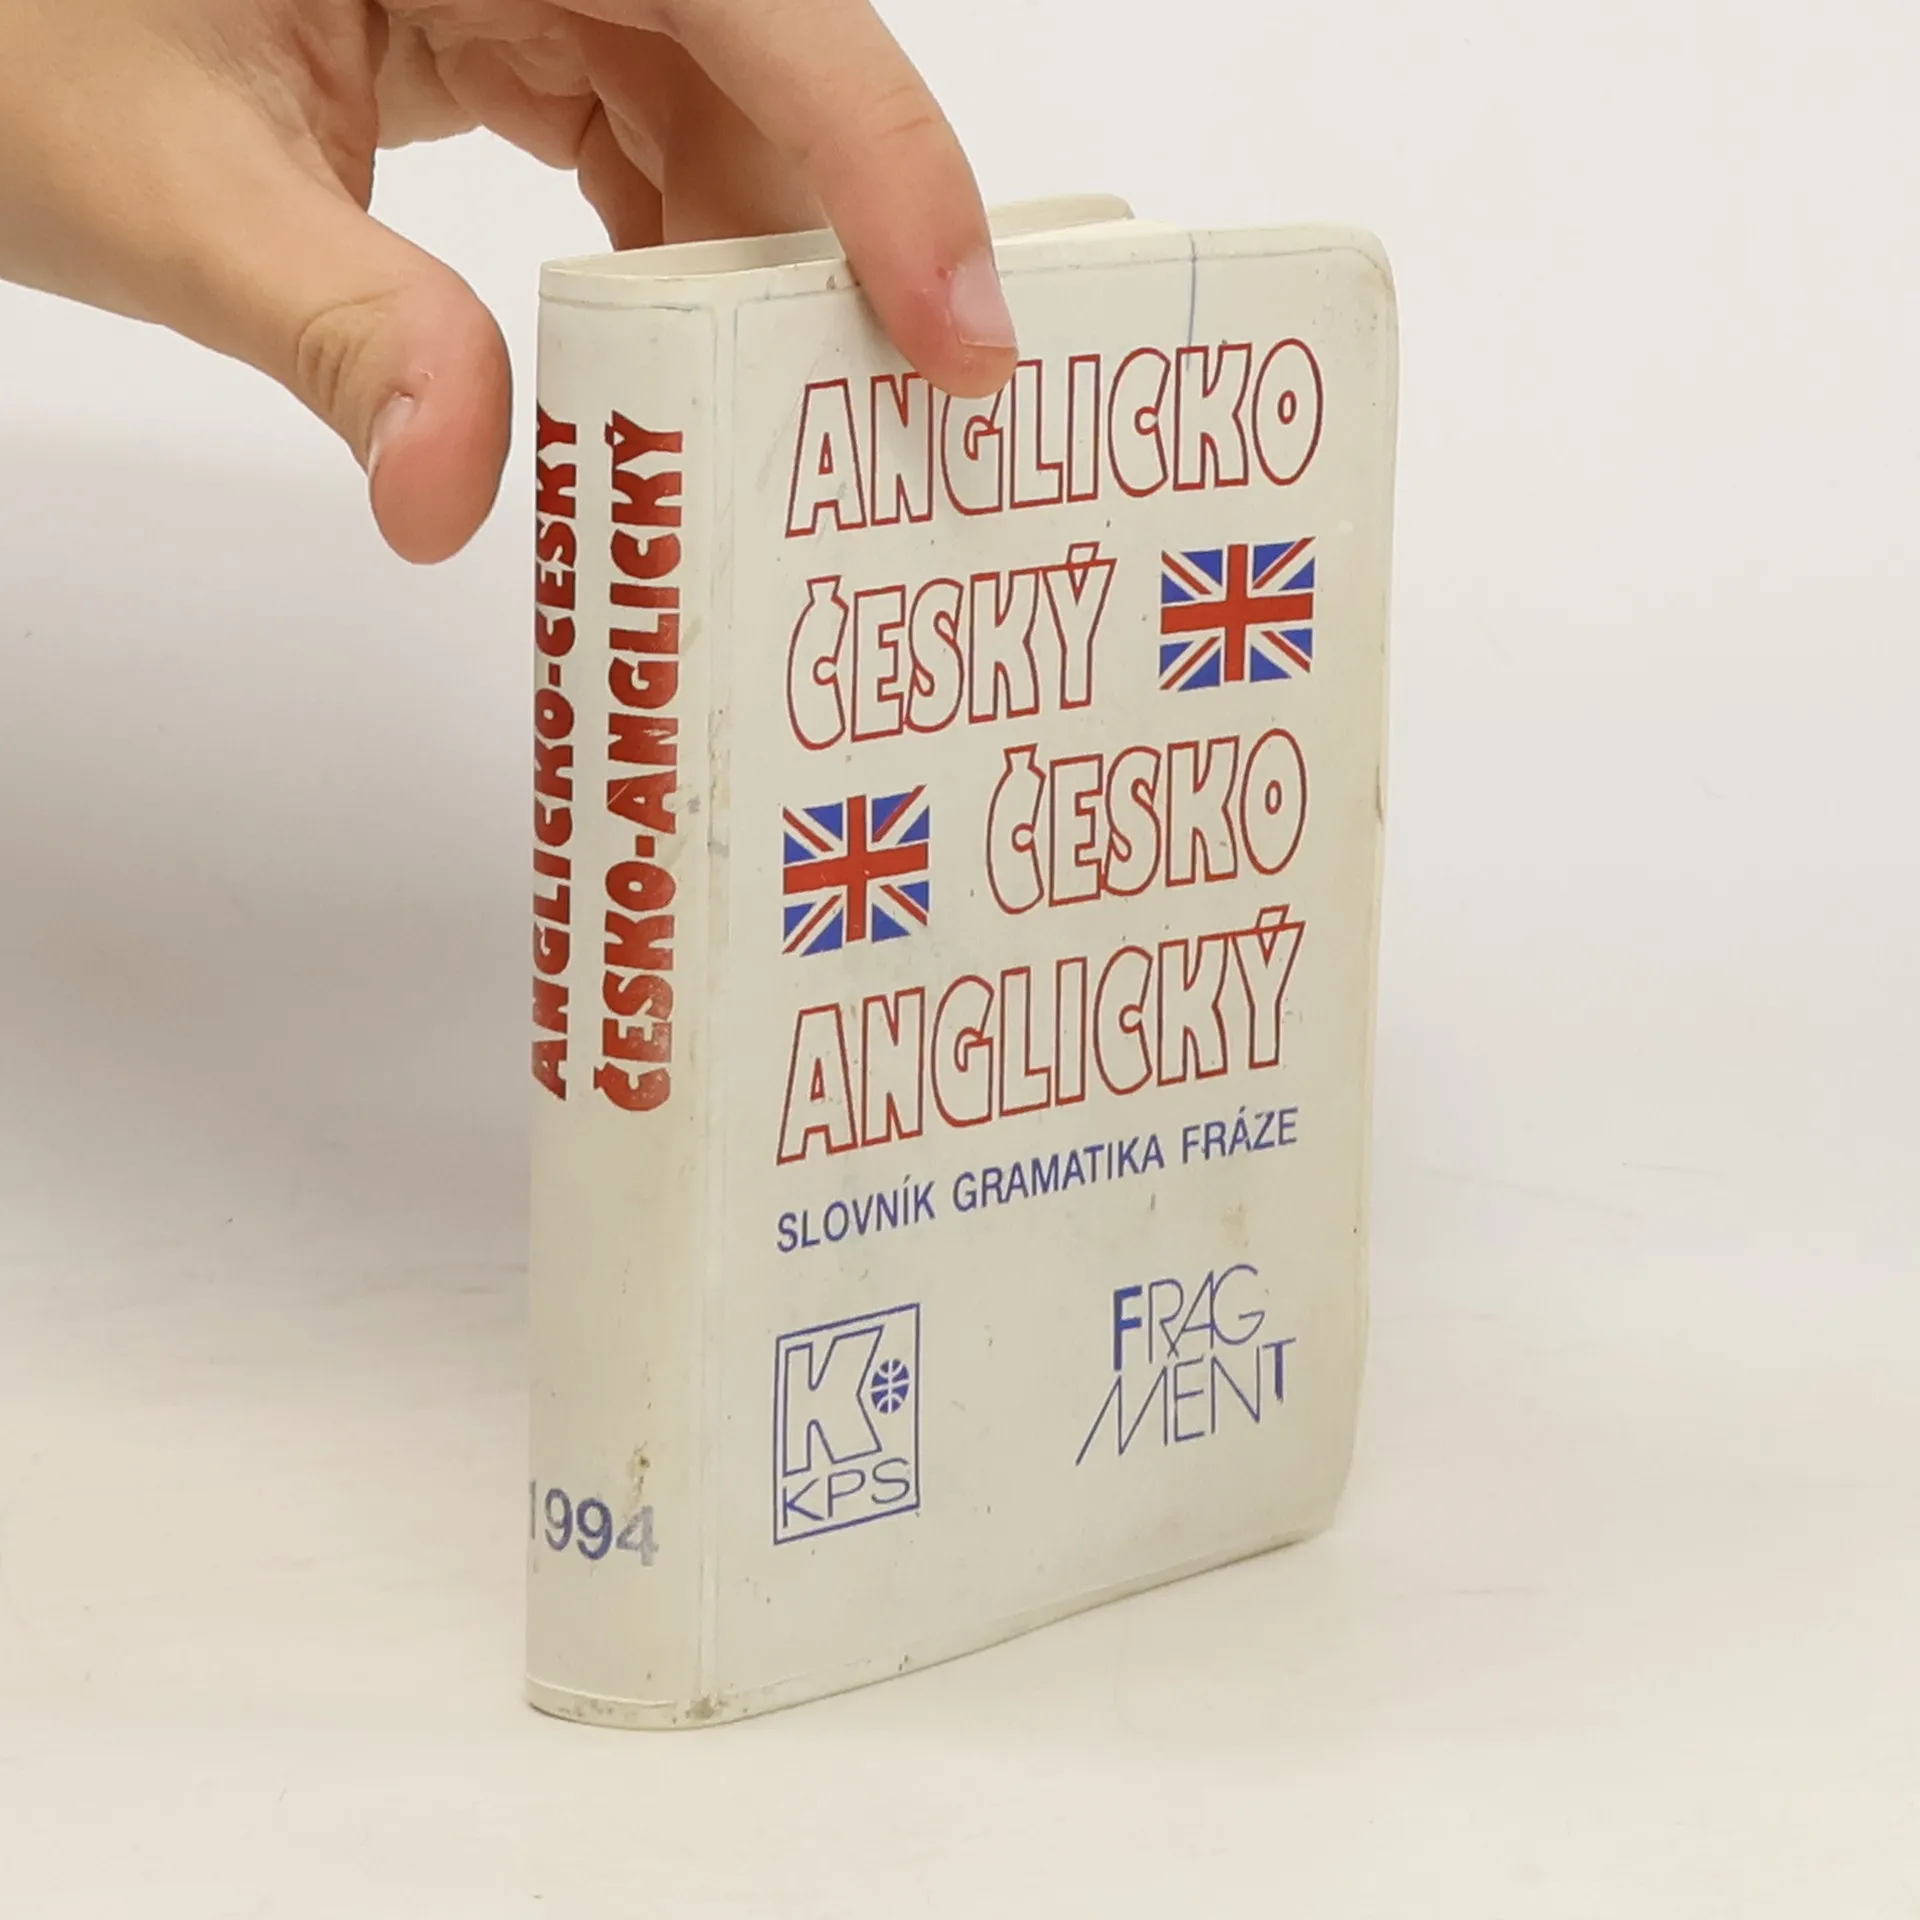 ANGLICKO-ČESKÝ
ČESKO-ANGLICKÝ
1994
ANGLICKO
ČESKÝ
ČESKO
ANGLICKÝ
SLOVNÍK GRAMATIKA FRÁZE
K
KPS
FRAG
MENT